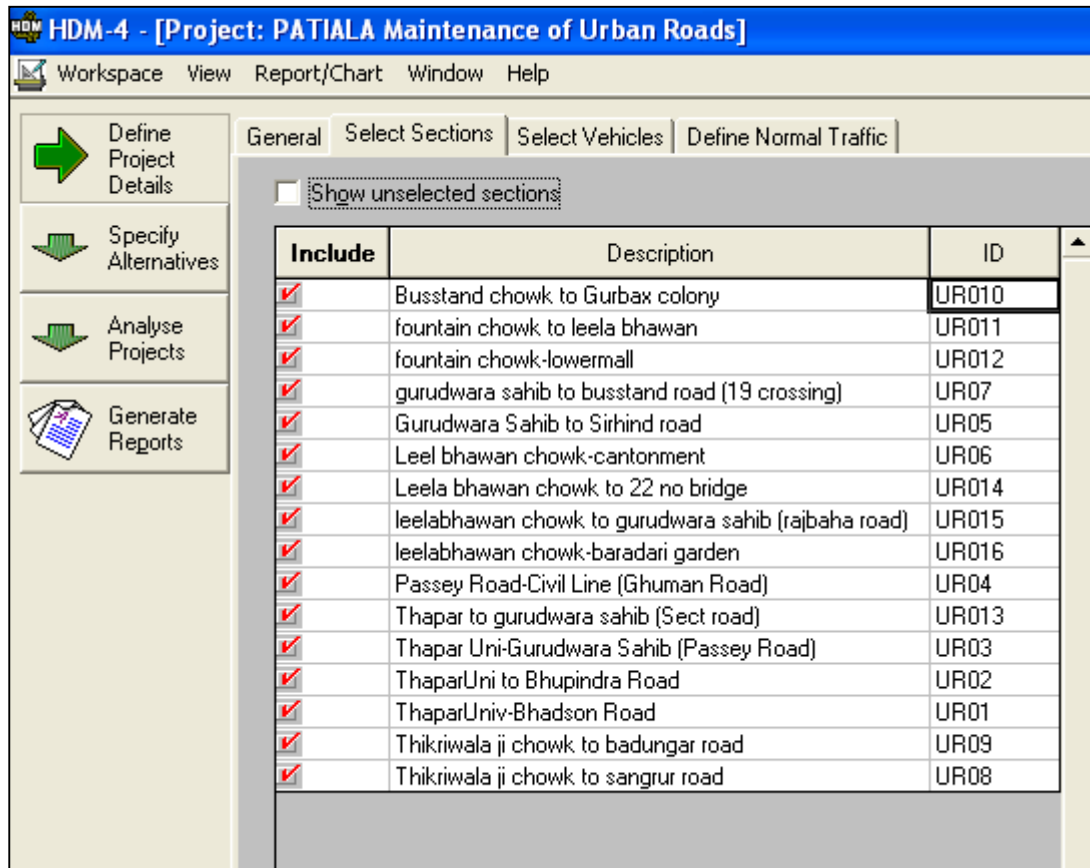 HDM-4 - [Project: PATIALA Maintenance of Urban Roads]
Workspace View Report/Chart Window Help
Define Project Details
Specify Alternatives
Analyse Projects
Generate Reports
General Select Sections Select Vehicles Define Normal Traffic
Show unselected sections
Include Description ID
Busstand chowk to Gurbax colony UR010
fountain chowk to leela bhawan UR011
fountain chowk-lowermall UR012
gurudwara sahib to busstand road (19 crossing) UR07
Gurudwara Sahib to Sirhind road UR05
Leel bhawan chowk-cantonment UR06
Leela bhawan chowk to 22 no bridge UR014
leelabhawan chowk to gurudwara sahib (rajbaha road) UR015
leelabhawan chowk-baradari garden UR016
Passey Road-Civil Line (Ghuman Road) UR04
Thapar to gurudwara sahib (Sect road) UR013
Thapar Uni-Gurudwara Sahib (Passey Road) UR03
ThaparUni to Bhupindra Road UR02
ThaparUniv-Bhadson Road UR01
Thikriwala ji chowk to badungar road UR09
Thikriwala ji chowk to sangrur road UR08